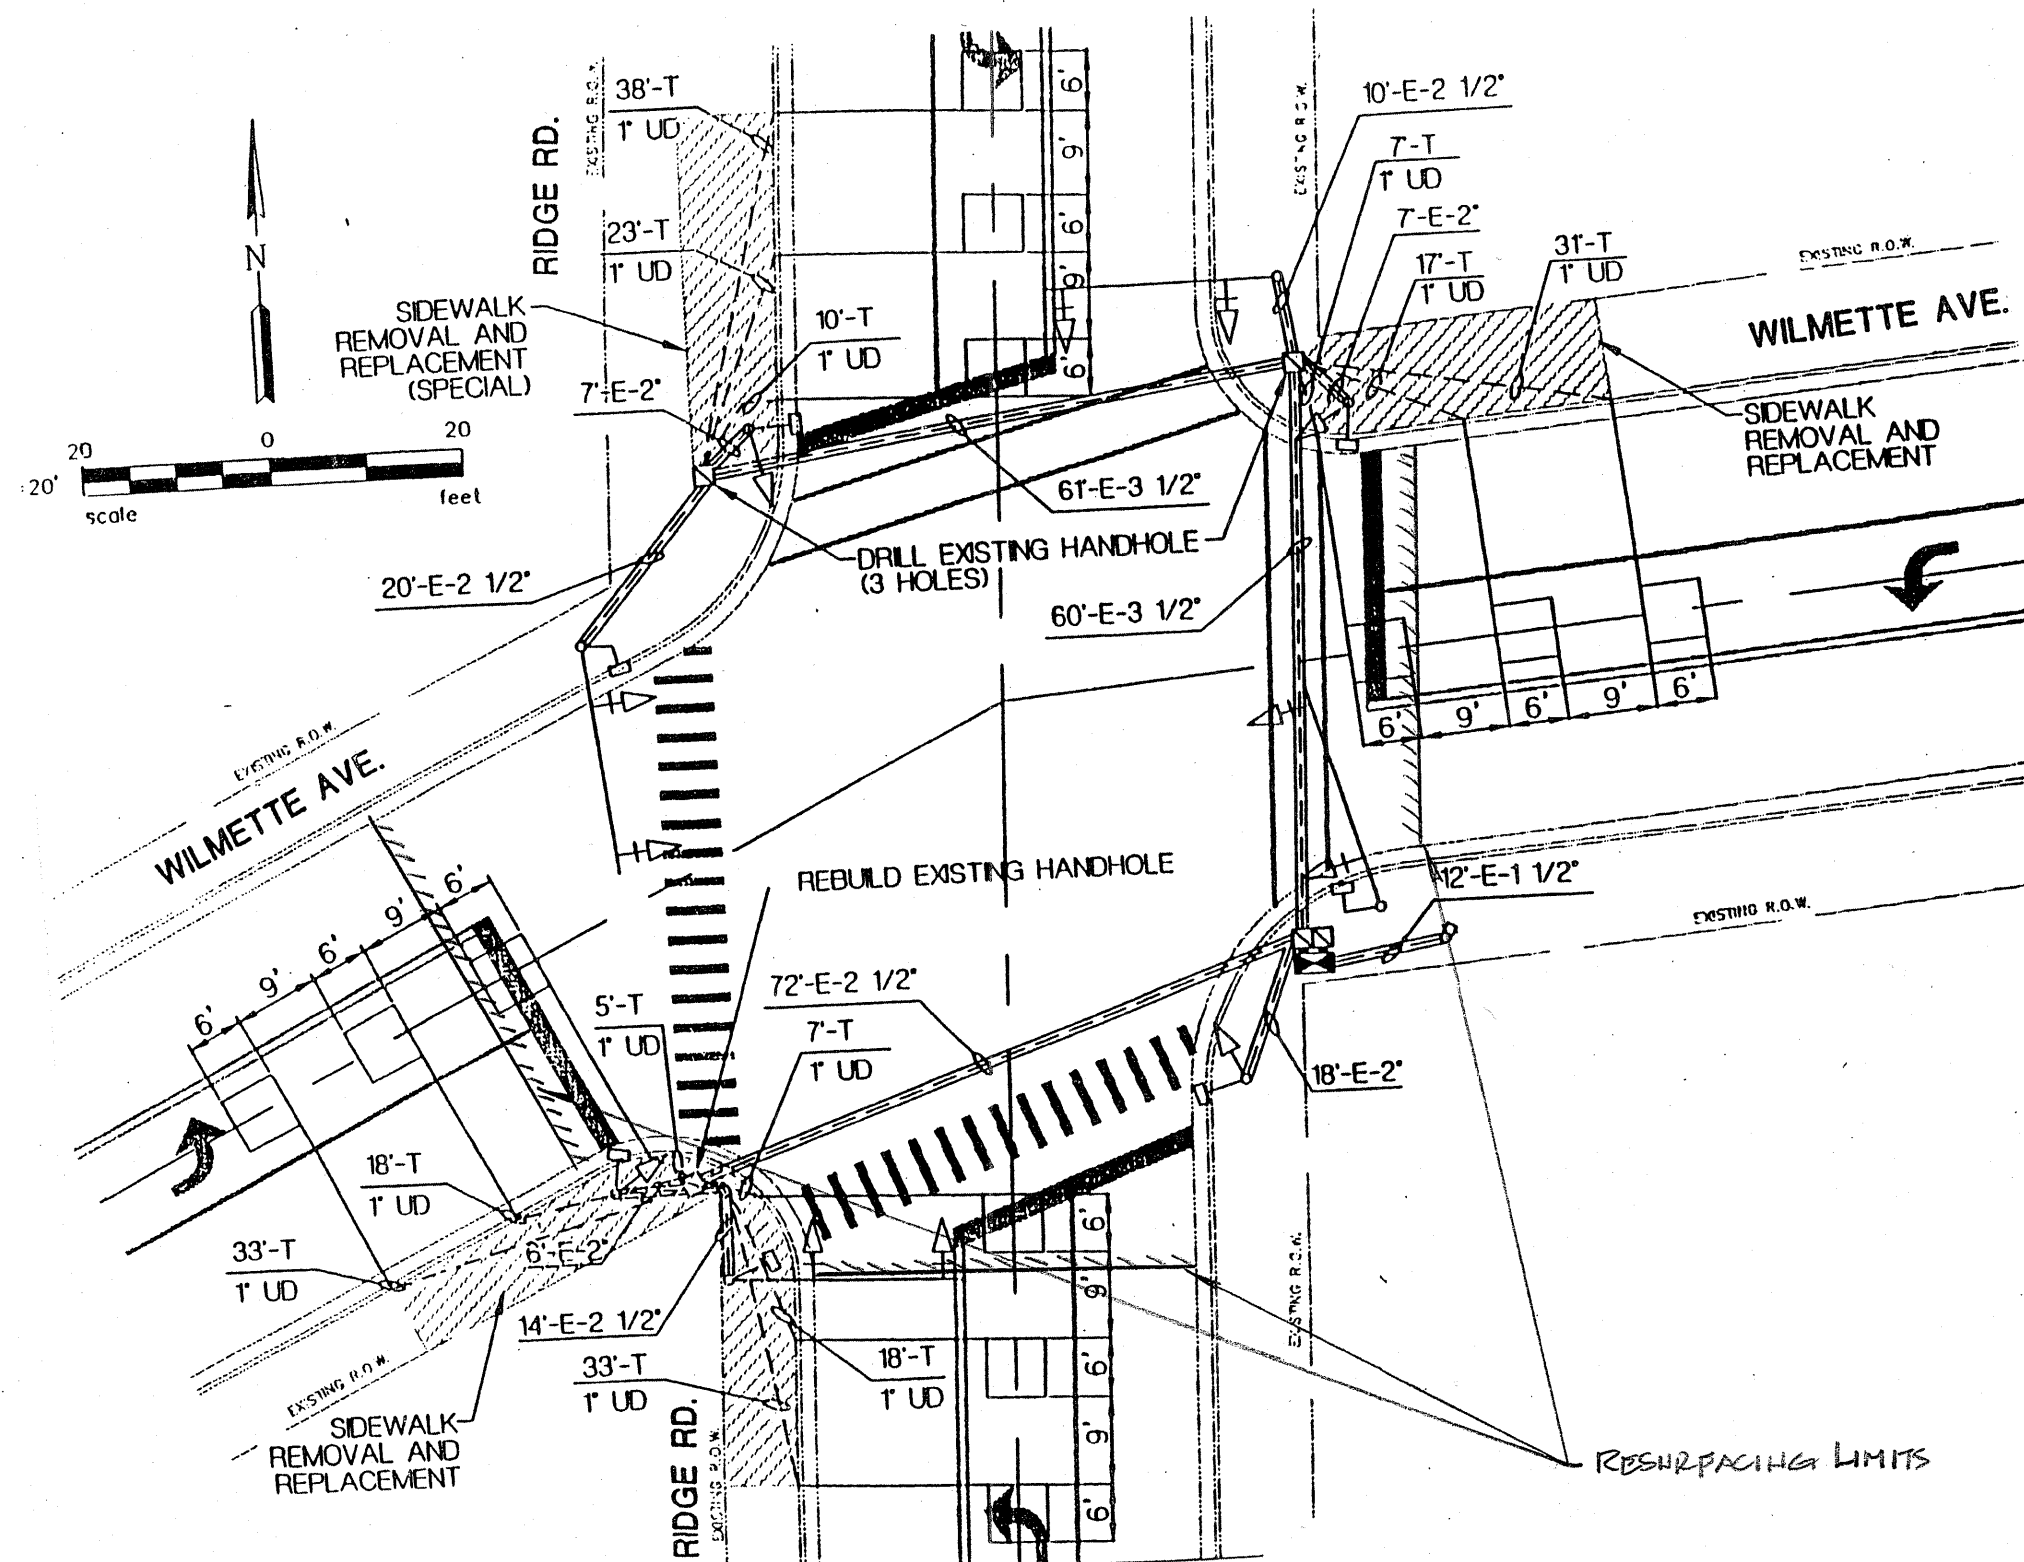 38'-T
1" UD
EXISTING R.O.W.
RIDGE RD.
23'-T
1" UD
N
SIDEWALK
REMOVAL AND
REPLACEMENT
(SPECIAL)
10'-T
1" UD
7'-E-2"
20
0
20
:20'
scale
feet
20'-E-2 1/2"
6'
9'
6'
9'
6'
EXISTING R.O.W.
10'-E-2 1/2"
7'-T
1" UD
7'-E-2"
17'-T
1" UD
31'-T
1" UD
EXISTING R.O.W.
WILMETTE AVE.
SIDEWALK
REMOVAL AND
REPLACEMENT
61'-E-3 1/2"
DRILL EXISTING HANDHOLE
(3 HOLES)
60'-E-3 1/2"
6'
9'
6'
9'
6'
EXISTING R.O.W.
WILMETTE AVE.
REBUILD EXISTING HANDHOLE
12'-E-1 1/2"
EXISTING R.O.W.
6'
9'
6'
9'
6'
5'-T
1" UD
72'-E-2 1/2"
7'-T
1" UD
18'-E-2"
18'-T
1" UD
33'-T
1" UD
6'-E-2"
14'-E-2 1/2"
33'-T
1" UD
18'-T
1" UD
6'
9'
6'
9'
6'
EXISTING R.O.W.
EXISTING R.O.W.
SIDEWALK
REMOVAL AND
REPLACEMENT
RIDGE RD.
EXISTING R.O.W.
RESURFACING LIMITS